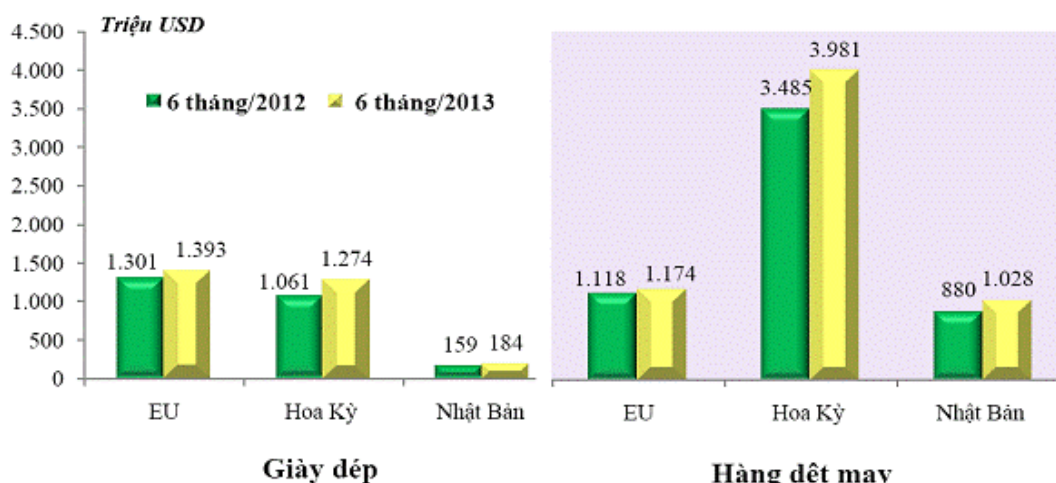 Triệu USD
4.500
4.000
3.500
3.000
2.500
2.000
1.500
1.000
500
0
6 tháng/2012 6 tháng/2013
1.301 1.393 1.061 1.274 159 184
EU Hoa Kỳ Nhật Bản
Giày dép
1.118 1.174 3.485 3.981 880 1.028
EU Hoa Kỳ Nhật Bản
Hàng dệt may